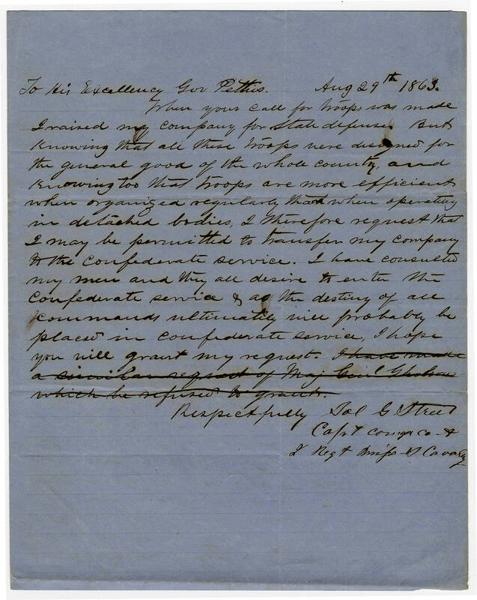 To His Excellency Gov Pettus. Aug 29th 1863.
When your call for troops was made
I raised my company for State defence. But
Knowing that all these troops were designed for
the general good of the whole country and
Knowing too that troops are more efficient
when organized regularly than when operating
in detached bodies, I therefore request that
I may be permitted to transfer my company
to the Confederate service. I have consulted
my men and they all desire to enter the
Confederate service & as the destiny of all
commands ultimately will probably be
placed in Confederate service, I hope
you will grant my request. I have made
a similar request of Maj Genl Gholson
which he refused to grant.
Respectfully Sol G Street
Capt comg co
2 Regt Miss S Cavalry